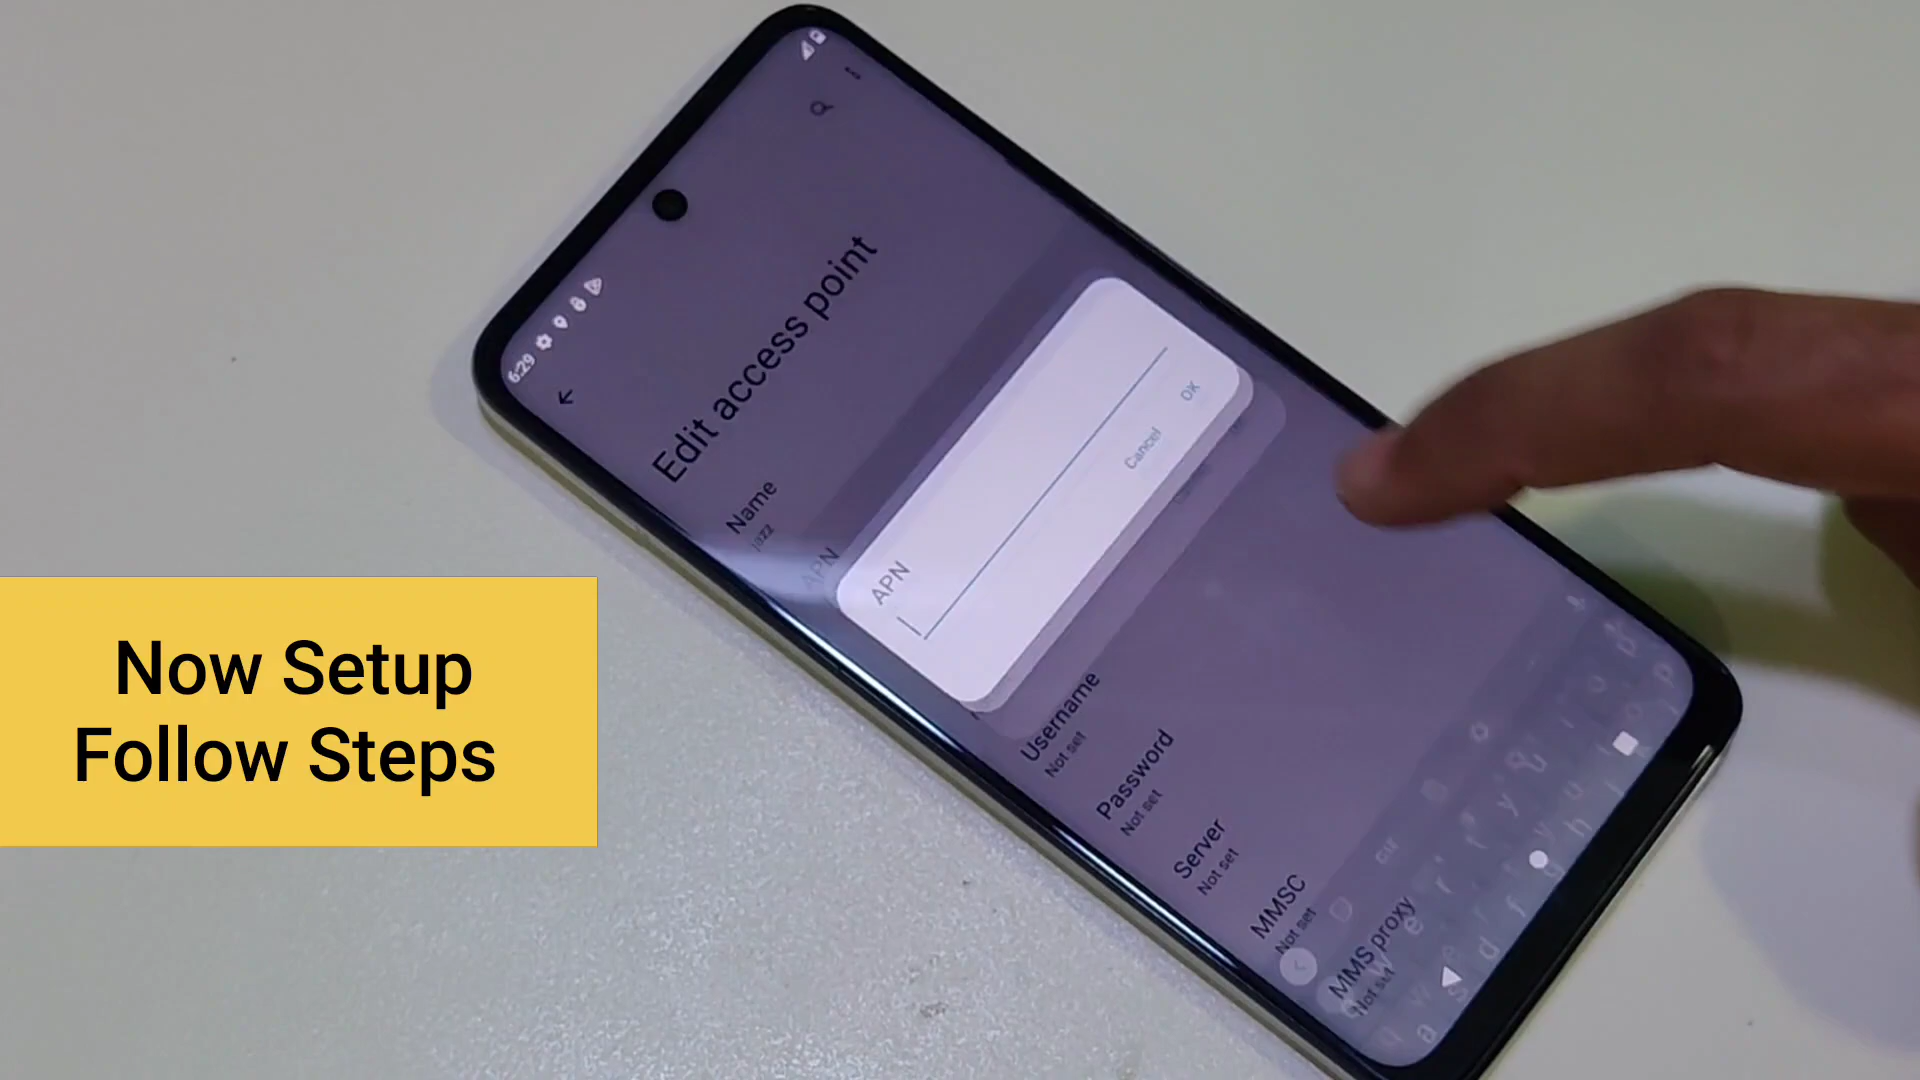 6:29
Edit access point
Name
jazz
APN
APN
OK
Cancel
Username
Not set
Password
Not set
Server
Not set
MMSC
Not set
MMS proxy
Not set
GIF
Now Setup
Follow Steps